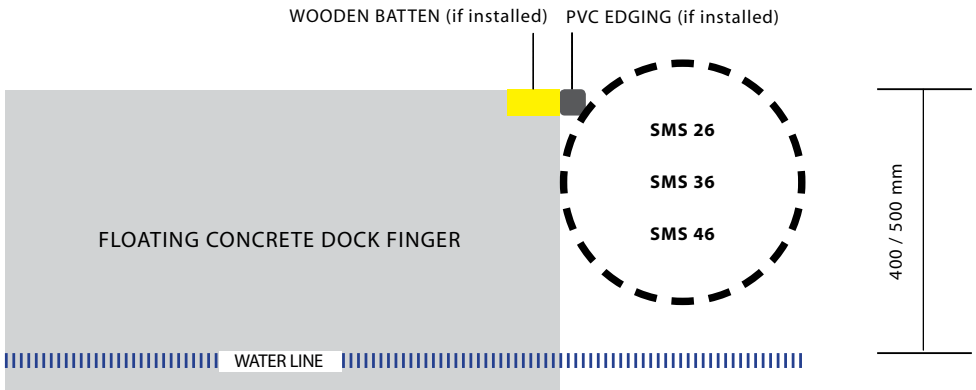 WOODEN BATTEN (if installed)
PVC EDGING (if installed)
SMS 26
SMS 36
SMS 46
FLOATING CONCRETE DOCK FINGER
400 / 500 mm
WATER LINE